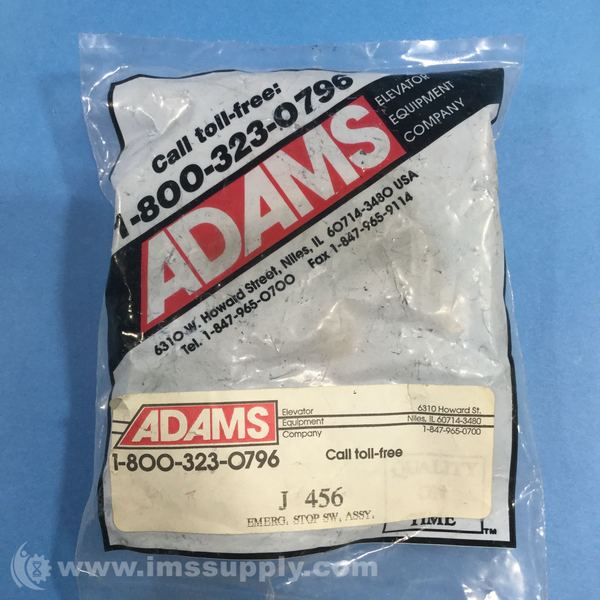 Call toll-free:
1-800-323-0796
ADAMS
ELEVATOR
EQUIPMENT
COMPANY
6310 W. Howard Street, Niles, IL 60714-3480 USA
Tel. 1-847-965-0700 Fax 1-847-965-9114
ADAMS
Elevator
Equipment
Company
6310 Howard St.
Niles, IL 60714-3480
1-847-965-0700
1-800-323-0796
Call toll-free
J 456
EMERG. STOP SW. ASSY.
TIME
TM
www.imssupply.com